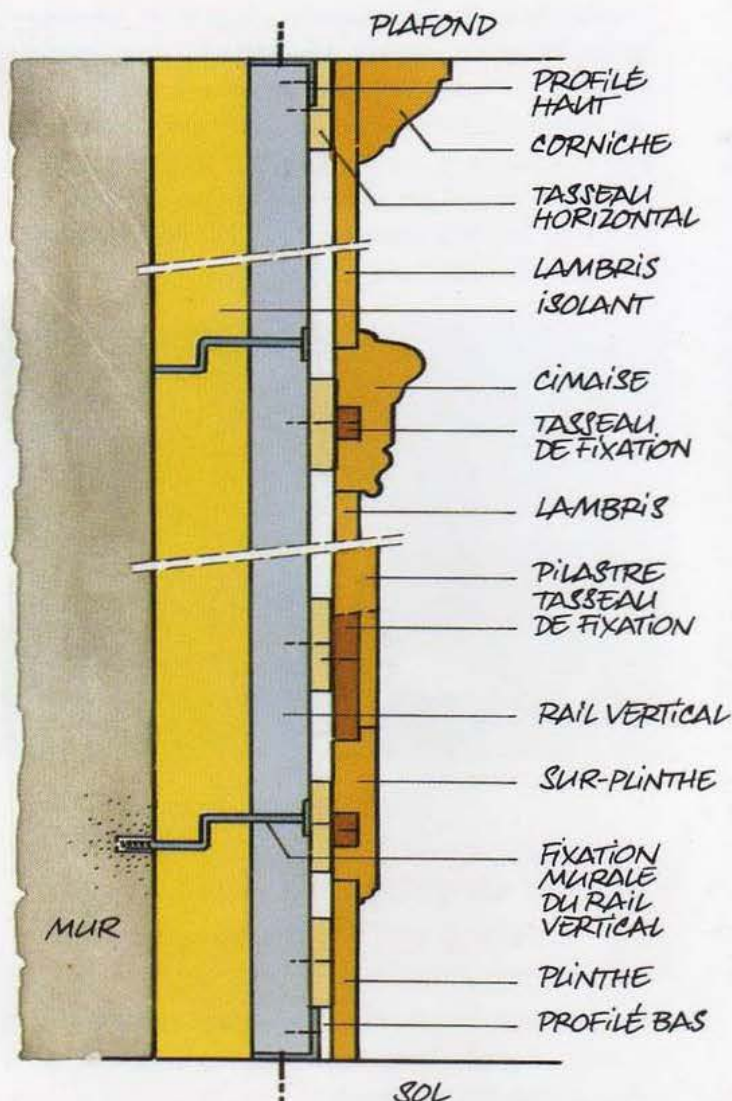 PLAFOND
PROFILÉ
HAUT
CORNICHE
TASSEAU
HORIZONTAL
LAMBRIS
ISOLANT
CIMAISE
TASSEAU
DE FIXATION
LAMBRIS
PILASTRE
TASSEAU
DE FIXATION
RAIL VERTICAL
SUR-PLINTHE
FIXATION
MURALE
DU RAIL
VERTICAL
MUR
PLINTHE
PROFILÉ BAS
SOL